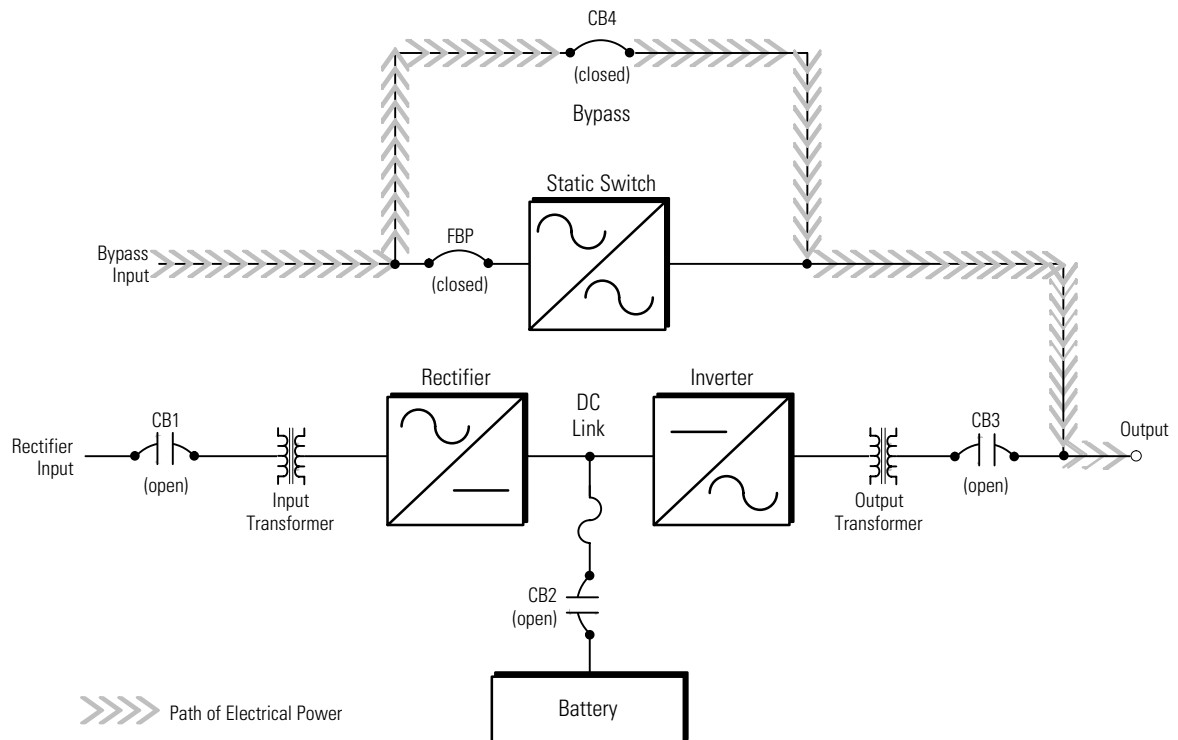 CB4
(closed)
Bypass
Static Switch
Bypass
Input
FBP
(closed)
Rectifier
Inverter
DC
Link
Rectifier
Input
CB1
(open)
Input
Transformer
Output
Transformer
CB3
(open)
Output
CB2
(open)
Battery
Path of Electrical Power